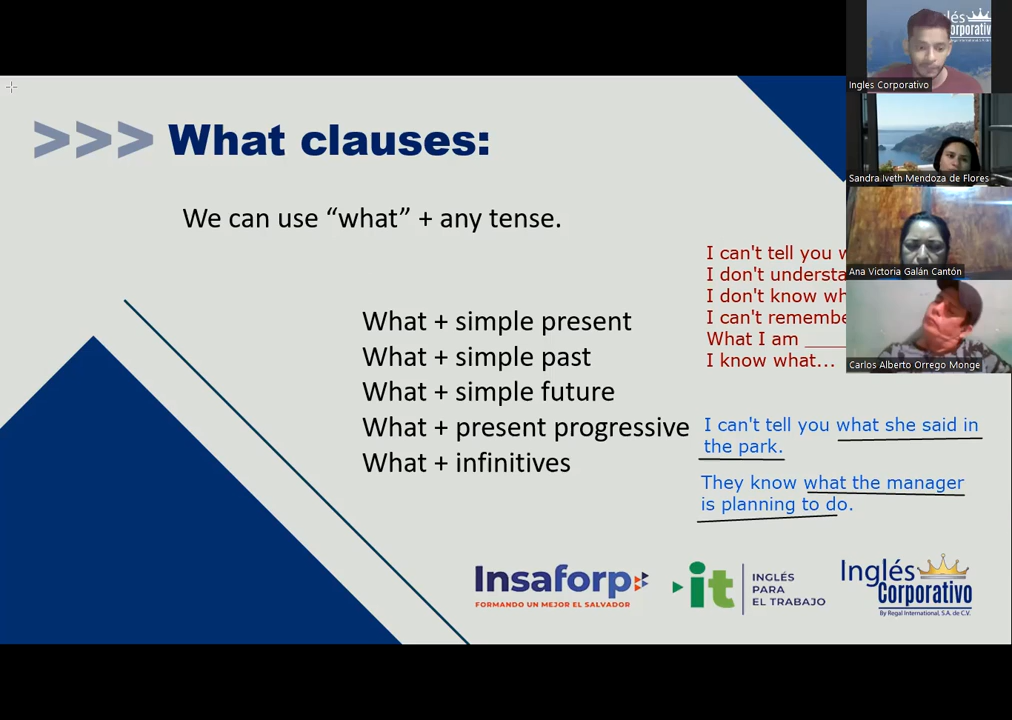 >>> What clauses:
We can use “what” + any tense.
What + simple present
What + simple past
What + simple future
What + present progressive
What + infinitives
I can't tell you
I don't
I don't know
I can't
What I am ______
I know what...
I can't tell you what she said in
the park.
They know what the manager
is planning to do.
Insaforp
FORMANDO UN MEJOR EL SALVADOR
it
INGLÉS
PARA
EL TRABAJO
Inglés
Corporativo
By Regal International, S.A. de C.V.
Corporativo
Ingles Corporativo
Sandra Iveth Mendoza de Flores
Ana Victoria Galán Cantón
Carlos Alberto Orrego Monge